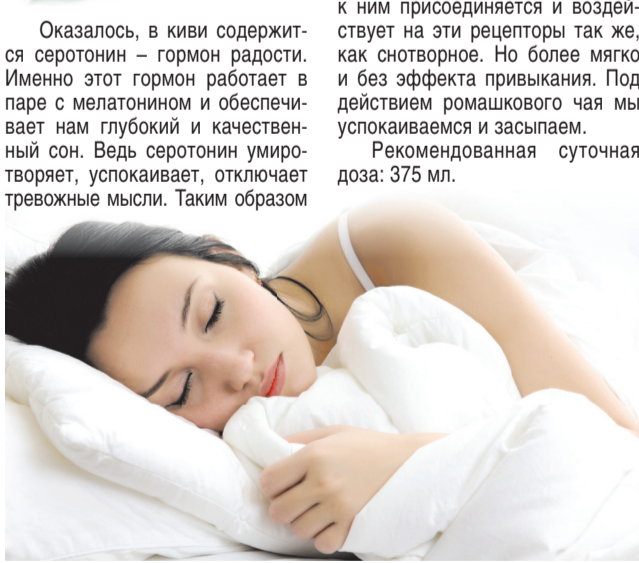 Оказалось, в киви содержит-
ся серотонин – гормон радости.
Именно этот гормон работает в
паре с мелатонином и обеспечи-
вает нам глубокий и качествен-
ный сон. Ведь серотонин умиро-
творяет, успокаивает, отключает
тревожные мысли. Таким образом
к ним присоединяется и воздей-
ствует на эти рецепторы так же,
как снотворное. Но более мягко
и без эффекта привыкания. Под
действием ромашкового чая мы
успокаиваемся и засыпаем.
Рекомендованная суточная
доза: 375 мл.